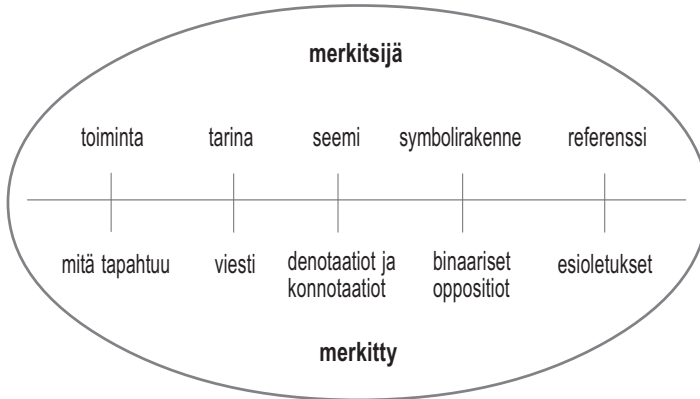 merkitsijä
toiminta tarina seemi symbolirakenne referenssi
mitä tapahtuu viesti denotaatiot ja binaariset esioletukset
konnotaatiot oppositiot
merkitty